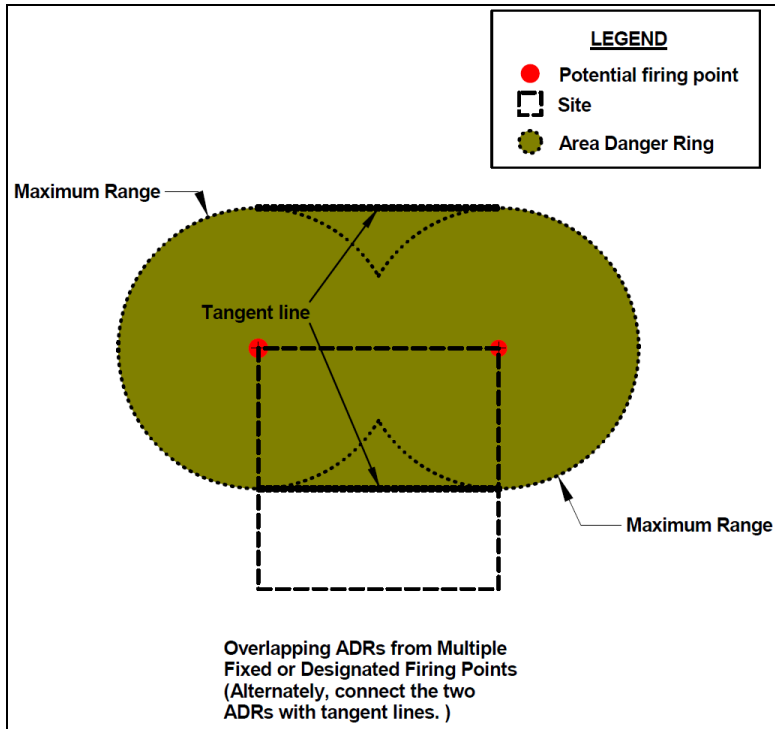 LEGEND
Potential firing point
Site
Area Danger Ring
Maximum Range
Tangent line
Maximum Range
Overlapping ADRs from Multiple
Fixed or Designated Firing Points
(Alternately, connect the two
ADRs with tangent lines. )